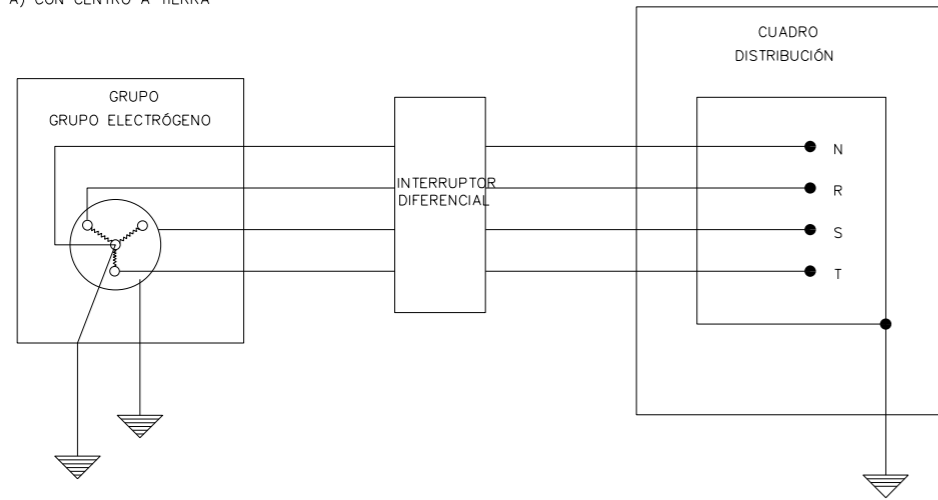 A) CON CENTRO A TIERRA
CUADRO
DISTRIBUCIÓN
GRUPO
GRUPO ELECTRÓGENO
INTERRUPTOR
DIFERENCIAL
N
R
S
T